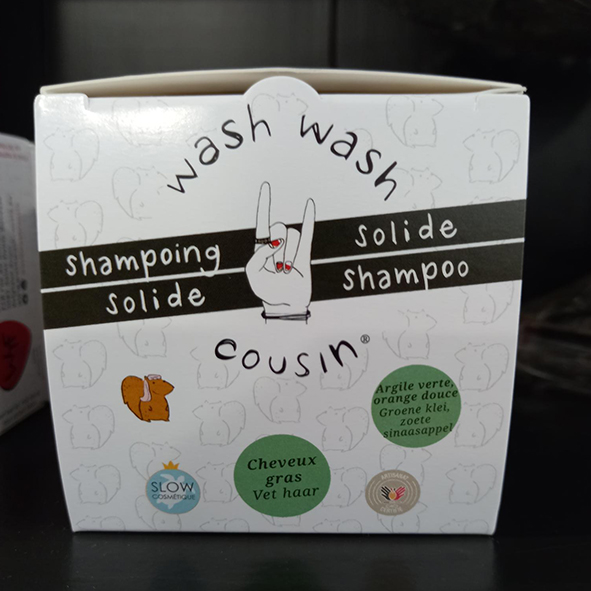 wash wash
shampoing solide
solide shampoo
cousin®
Argile verte,
orange douce
Groene klei,
zoete
sinaasappel
Cheveux
gras
Vet haar
SLOW
COSMÉTIQUE
ARTISANAT